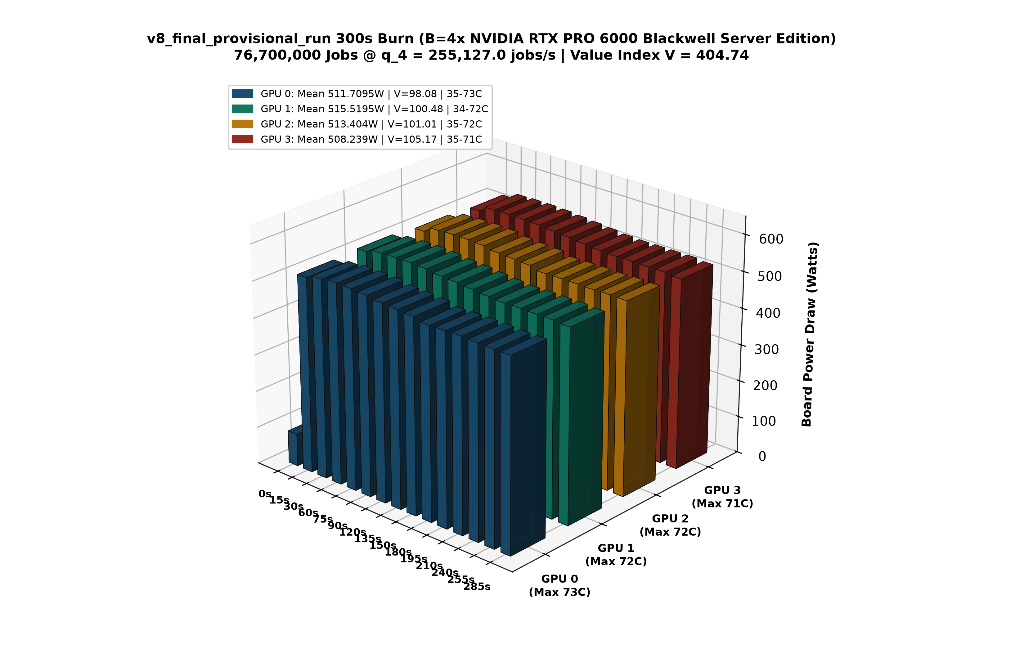 v8_final_provisional_run 300s Burn (B=4x NVIDIA RTX PRO 6000 Blackwell Server Edition)
76,700,000 Jobs @ q_4 = 255,127.0 jobs/s | Value Index V = 404.74
GPU 0: Mean 511.7095W | V=98.08 | 35-73C
GPU 1: Mean 515.5195W | V=100.48 | 34-72C
GPU 2: Mean 513.404W | V=101.01 | 35-72C
GPU 3: Mean 508.239W | V=105.17 | 35-71C
600
500
400
300
200
100
0
Board Power Draw (Watts)
0s
15s
30s
60s
75s
90s
120s
135s
150s
180s
195s
210s
240s
255s
285s
GPU 0
(Max 73C)
GPU 1
(Max 72C)
GPU 2
(Max 72C)
GPU 3
(Max 71C)